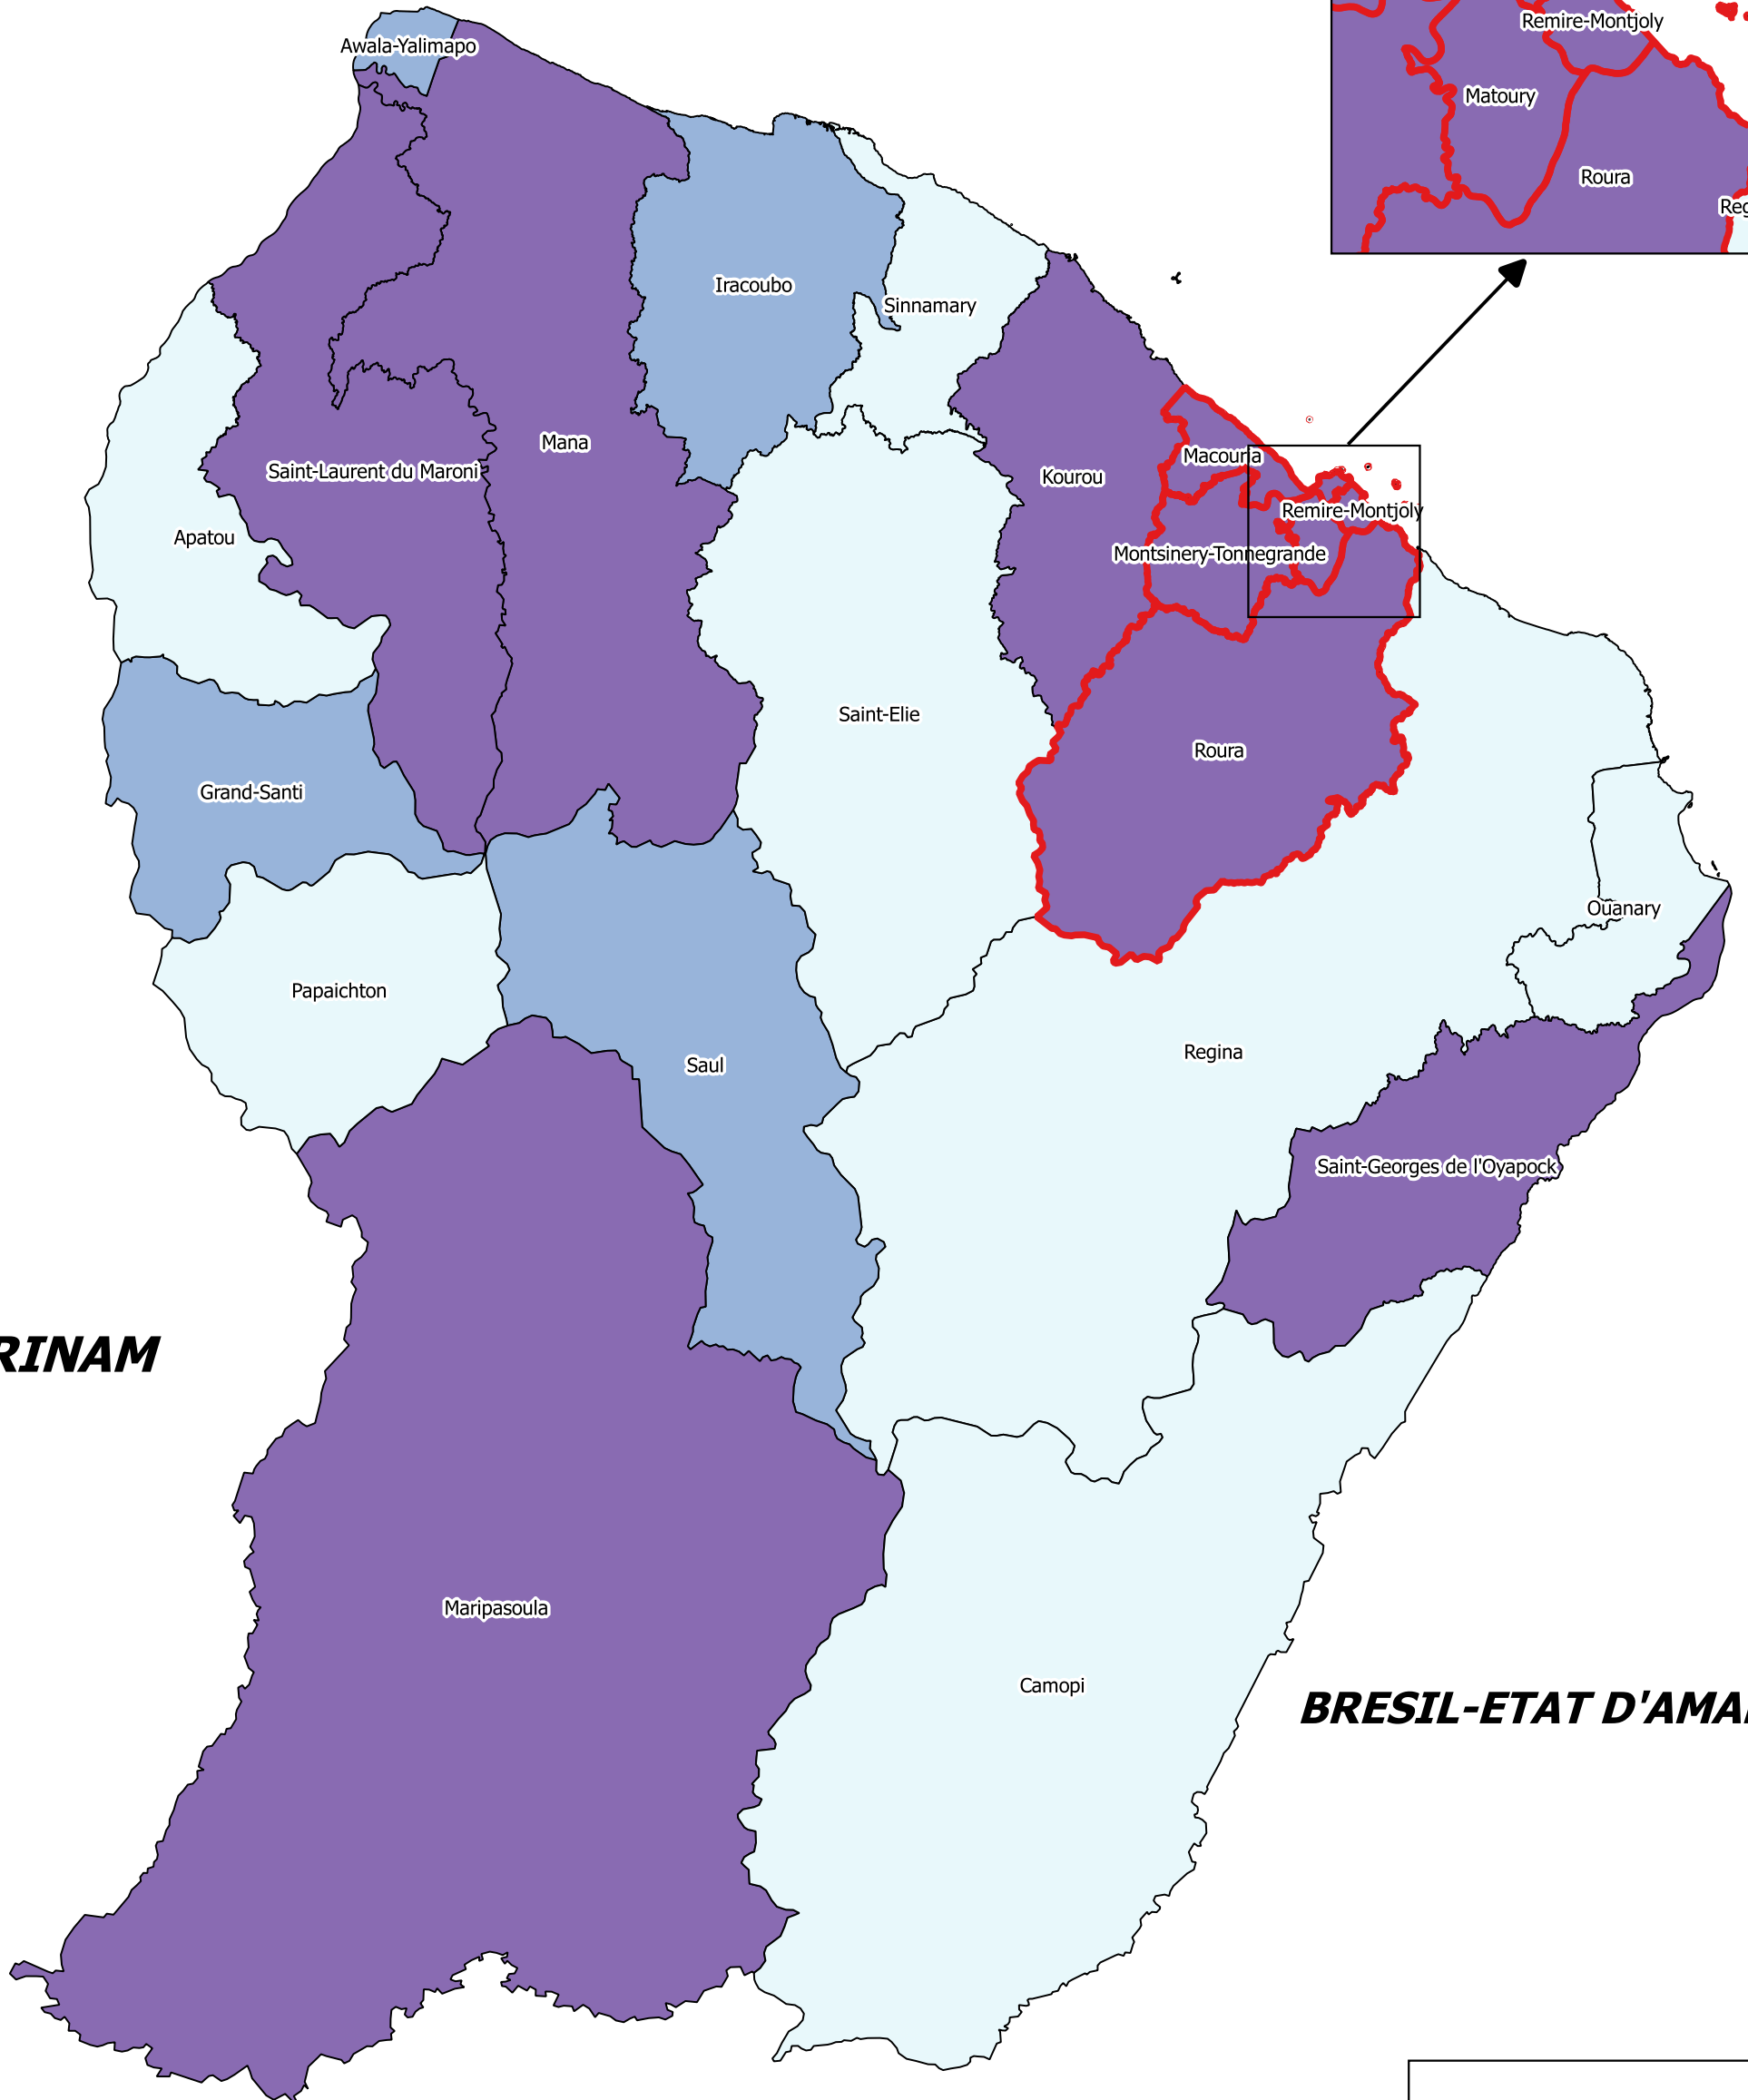 Remire-Montjoly
Awala-Yalimapo
Matoury
Roura
Reg
Iracoubo
Sinnamary
Mana
Macouria
Saint-Laurent du Maroni
Kourou
Remire-Montjoly
Apatou
Montsinery-Tonnegrande
Saint-Elie
Roura
Grand-Santi
Ouanary
Papaichton
Regina
Saul
Saint-Georges de l'Oyapock
RINAM
Maripasoula
Camopi
BRESIL-ETAT D'AMA